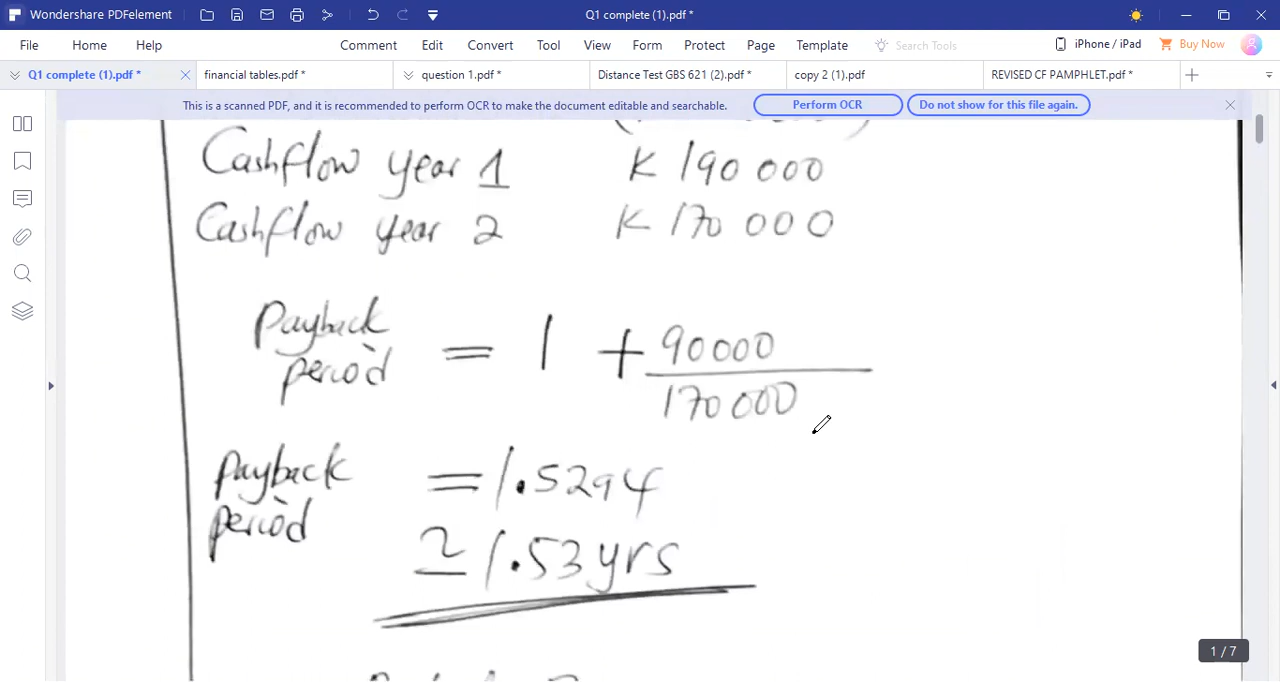 Wondershare PDFelement
Q1 complete (1).pdf *
File Home Help Comment Edit Convert Tool View Form Protect Page Template Search Tools iPhone / iPad Buy Now
Q1 complete (1).pdf * financial tables.pdf * question 1.pdf * Distance Test GBS 621 (2).pdf * copy 2 (1).pdf REVISED CF PAMPHLET.pdf *
This is a scanned PDF, and it is recommended to perform OCR to make the document editable and searchable. Perform OCR Do not show for this file again.
Cashflow year 1 K 190 000
Cashflow year 2 K 170 000
Payback period = 1 + 90000
170 000
Payback period = 1.5294
≃ 1.53 yrs
1 / 7